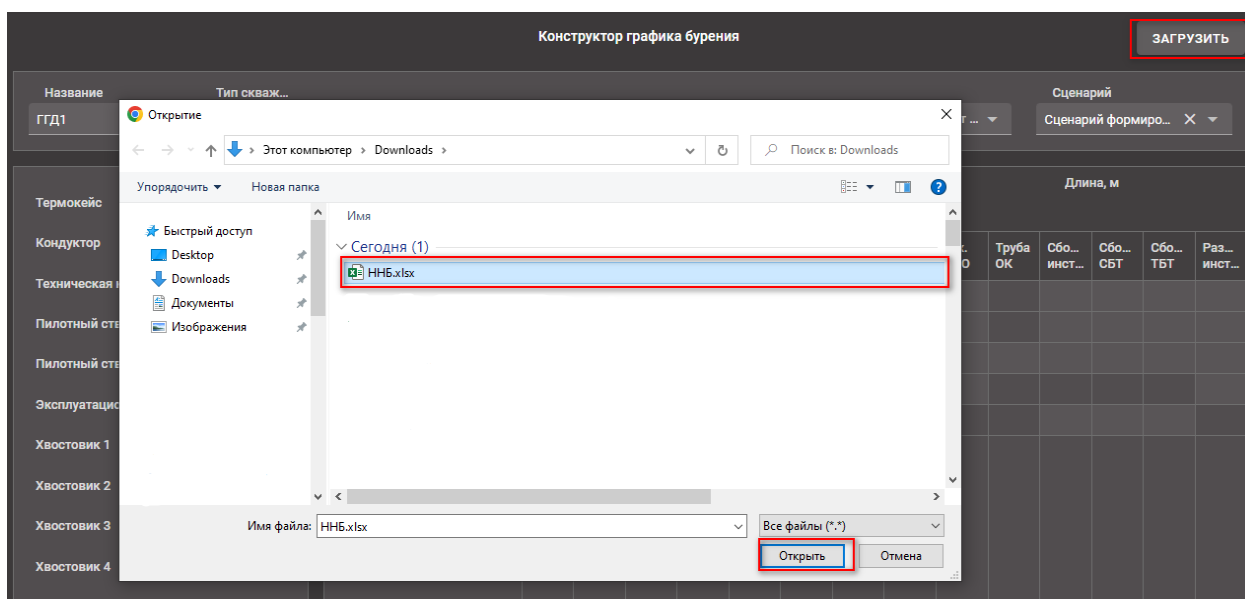 Конструктор графика бурения
ЗАГРУЗИТЬ
Название
Тип скваж...
Сценарий
ГГД1
Сценарий формиро...
Открытие
Этот компьютер
Downloads
Поиск в: Downloads
Упорядочить
Новая папка
Имя
Быстрый доступ
Desktop
Downloads
Документы
Изображения
Сегодня (1)
ННБ.xlsx
Имя файла:
ННБ.xlsx
Все файлы (*.*)
Открыть
Отмена
Термокейс
Кондуктор
Техническая
Пилотный
Пилотный
Хвостовик 1
Хвостовик 2
Хвостовик 3
Хвостовик 4
Длина, м
Труба
ОК
Сбо...
инст...
Сбо...
СБТ
Сбо...
ТБТ
Раз...
инст...